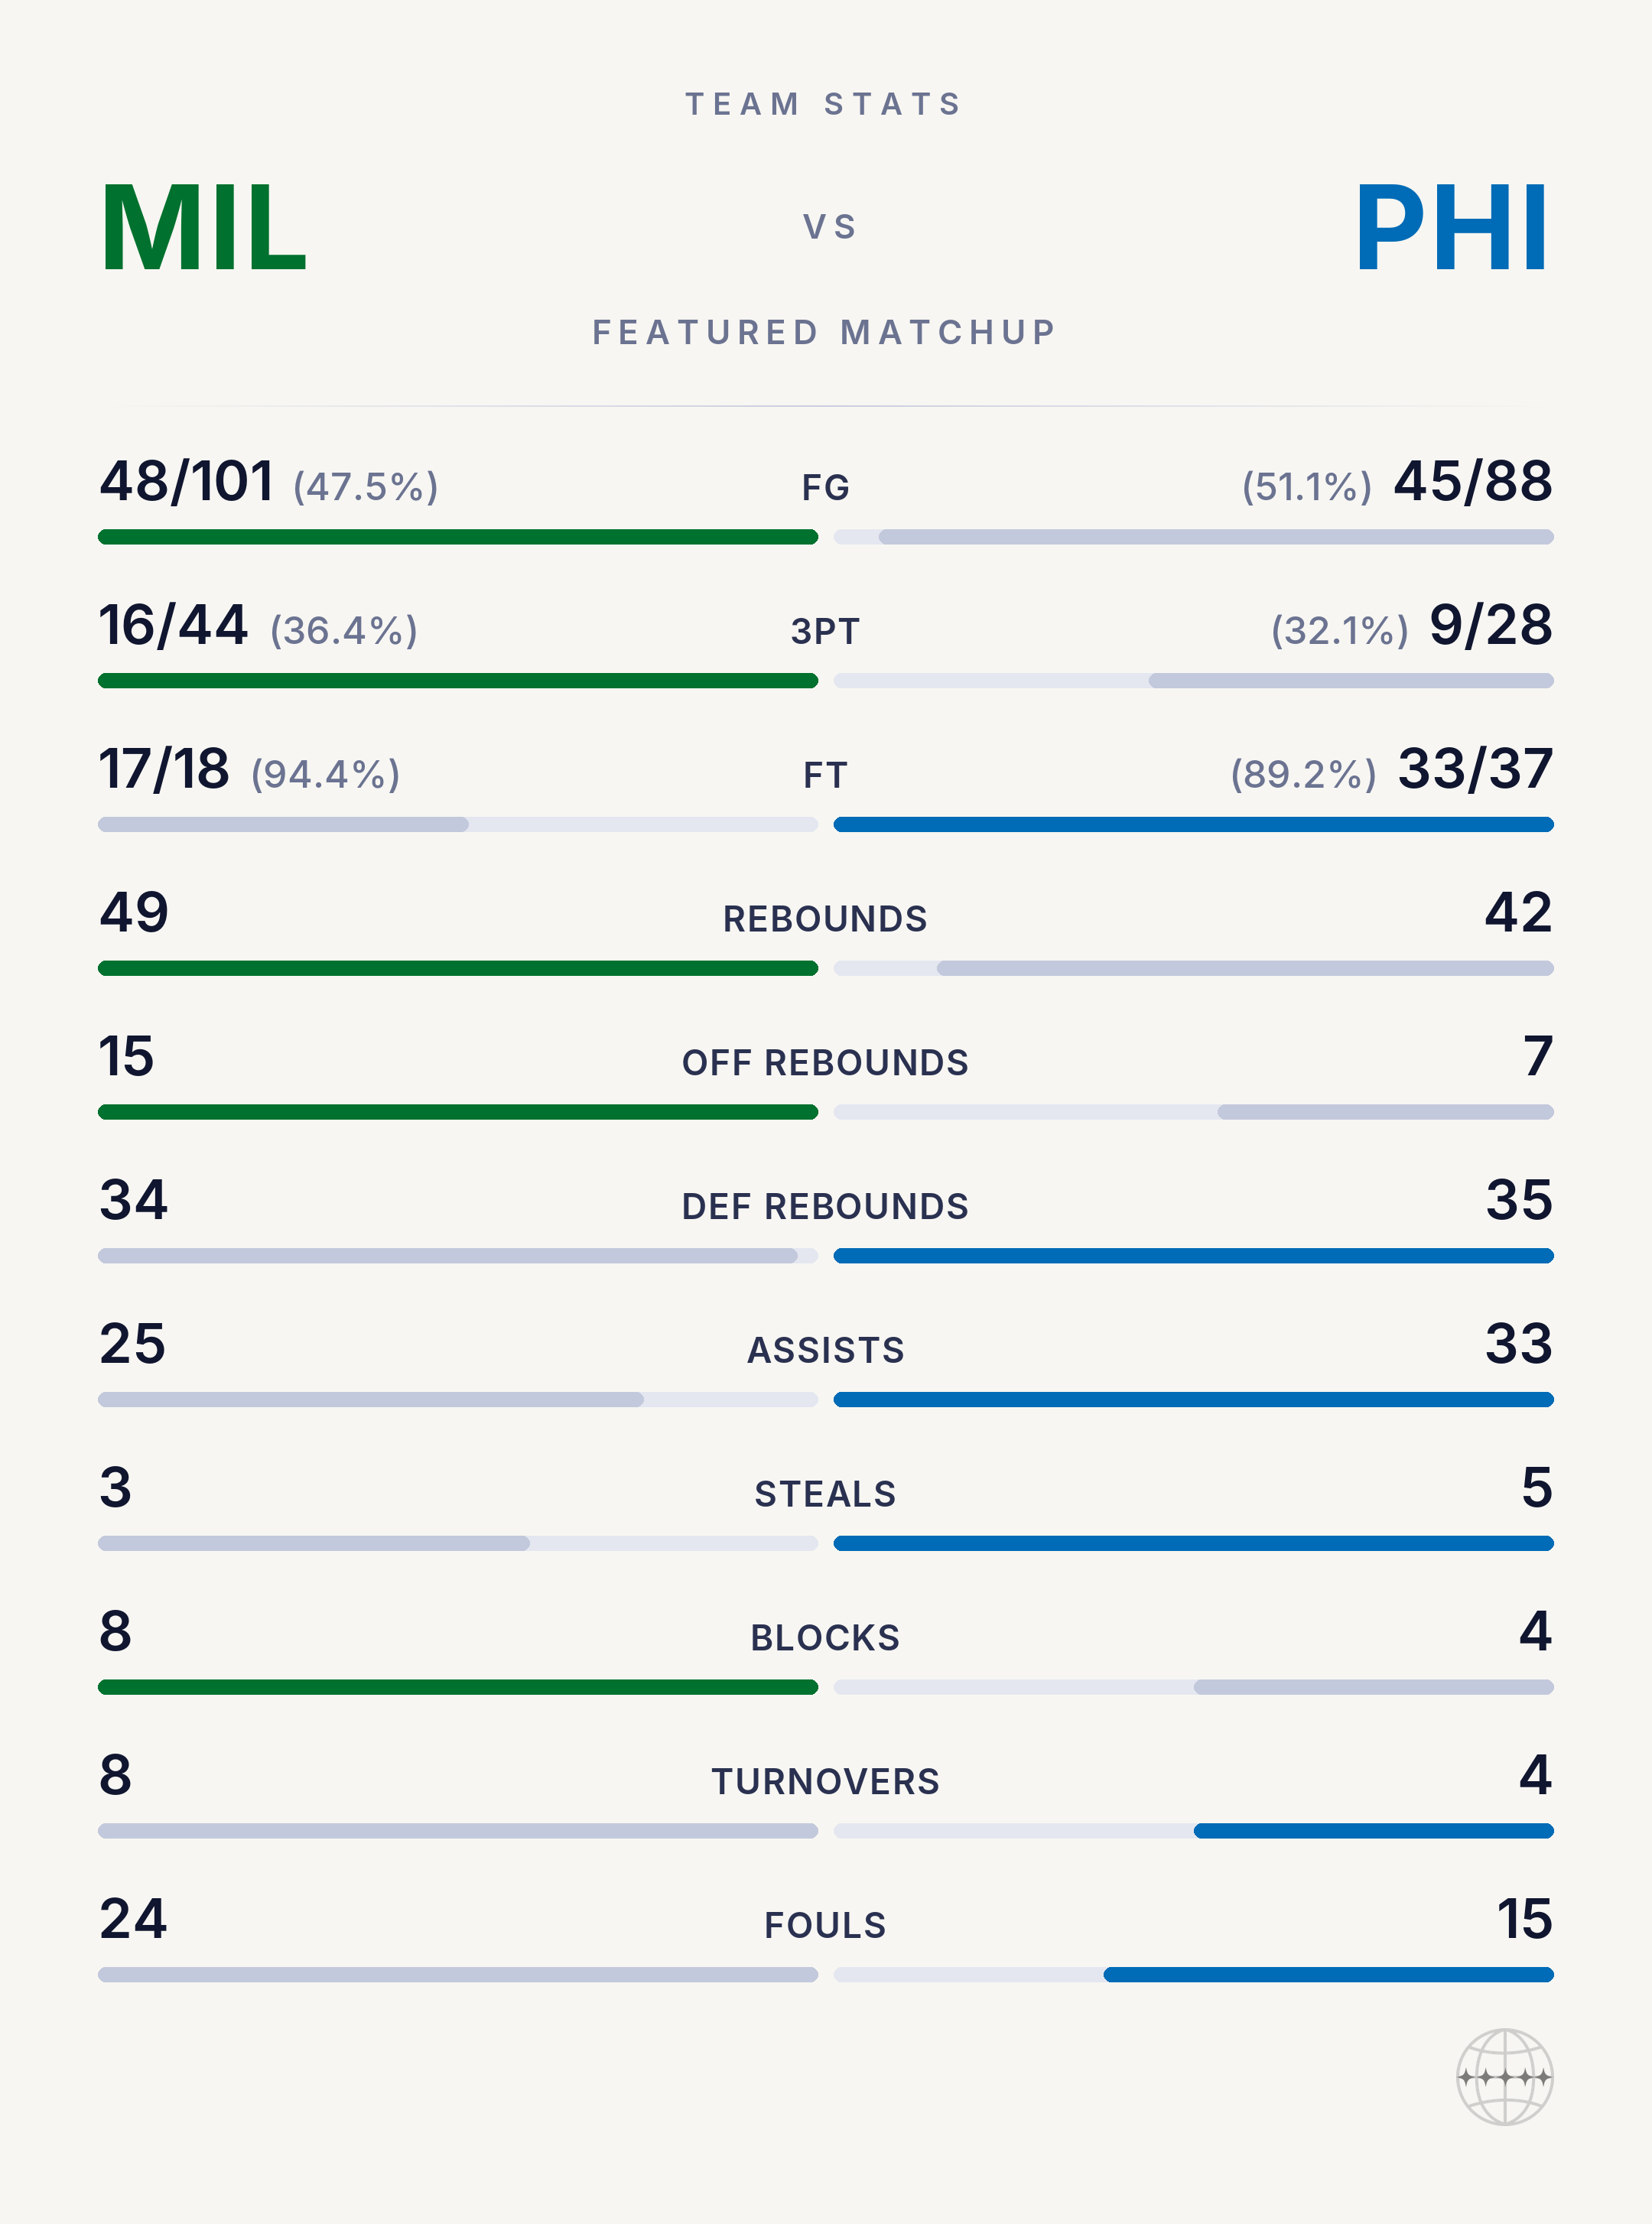 TEAM STATS
MIL VS PHI
FEATURED MATCHUP
48/101 (47.5%) FG (51.1%) 45/88
16/44 (36.4%) 3PT (32.1%) 9/28
17/18 (94.4%) FT (89.2%) 33/37
49 REBOUNDS 42
15 OFF REBOUNDS 7
34 DEF REBOUNDS 35
25 ASSISTS 33
3 STEALS 5
8 BLOCKS 4
8 TURNOVERS 4
24 FOULS 15